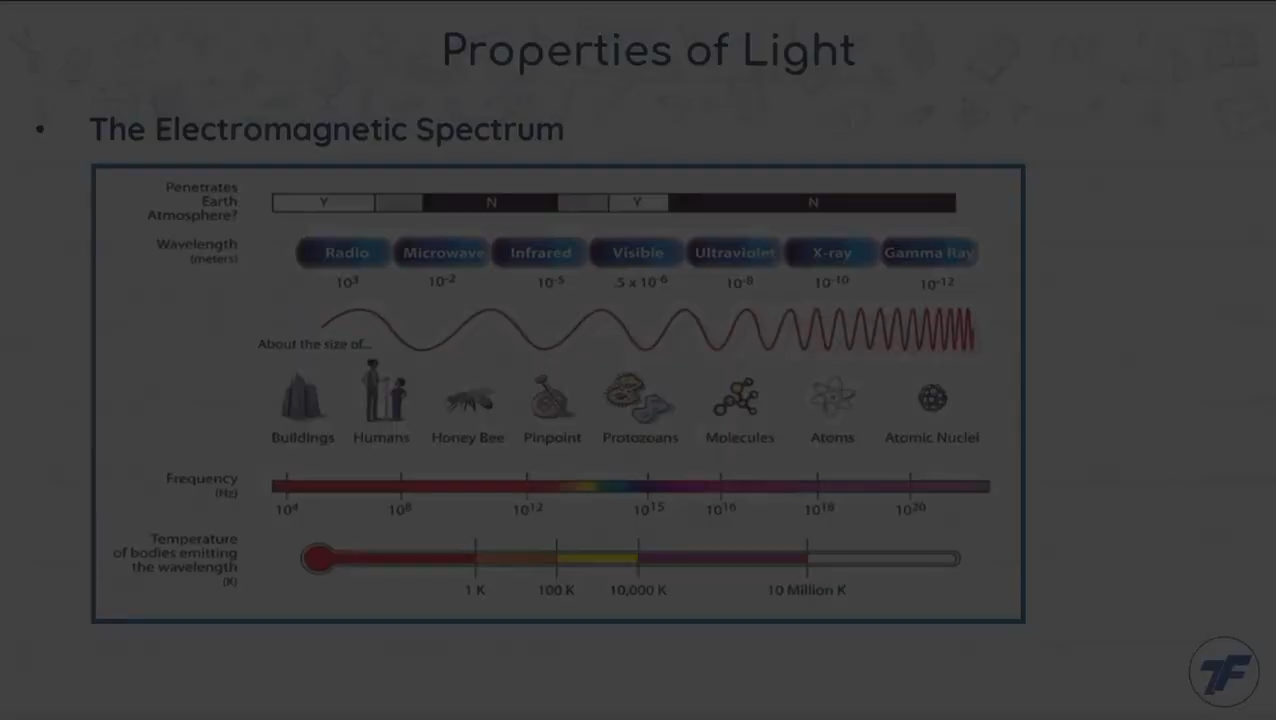 Properties of Light
• The Electromagnetic Spectrum
Penetrates
Earth
Atmosphere?
Y N Y N
Wavelength
(meters)
Radio Microwave Infrared Visible Ultraviolet X-ray Gamma Ray
10³ 10⁻² 10⁻⁵ .5 x 10⁻⁶ 10⁻⁸ 10⁻¹⁰ 10⁻¹²
About the size of...
Buildings Humans Honey Bee Pinpoint Protozoans Molecules Atoms Atomic Nuclei
Frequency
(Hz)
10⁴ 10⁸ 10¹² 10¹⁵ 10¹⁶ 10¹⁸ 10²⁰
Temperature
of bodies emitting
the wavelength
(K)
1 K 100 K 10,000 K 10 Million K
TF